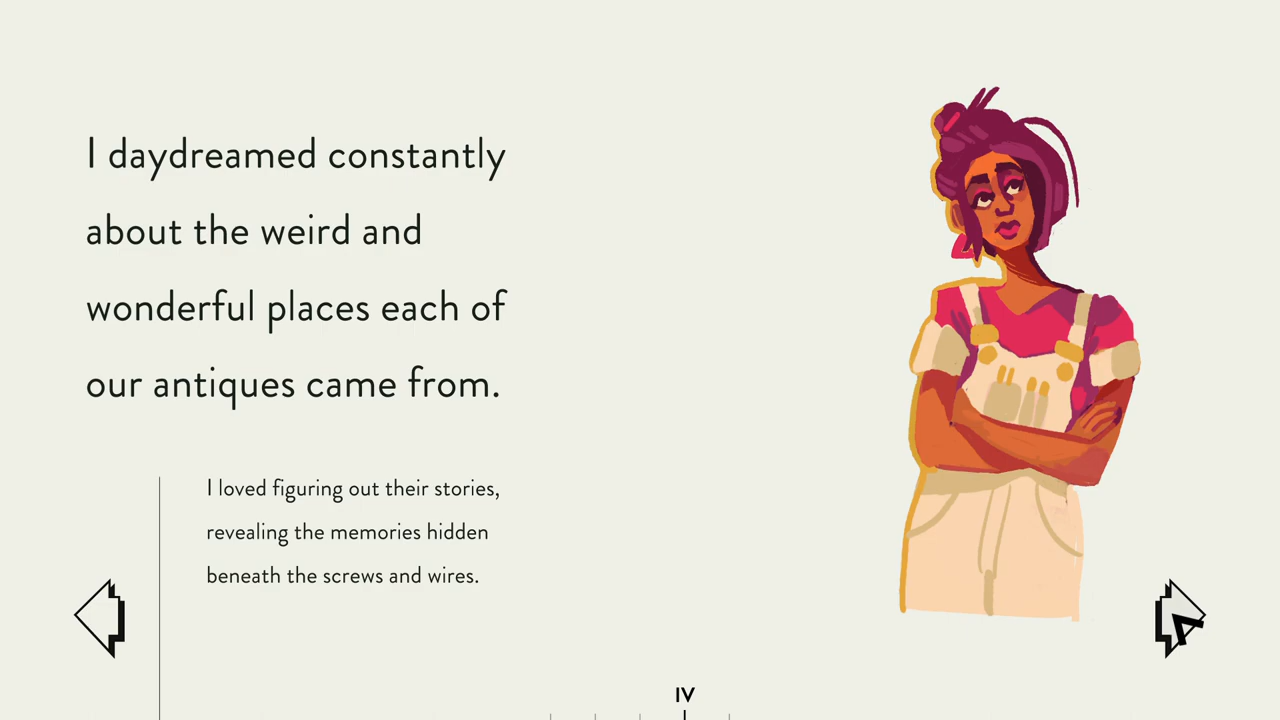 I daydreamed constantly
about the weird and
wonderful places each of
our antiques came from.
I loved figuring out their stories,
revealing the memories hidden
beneath the screws and wires.
IV